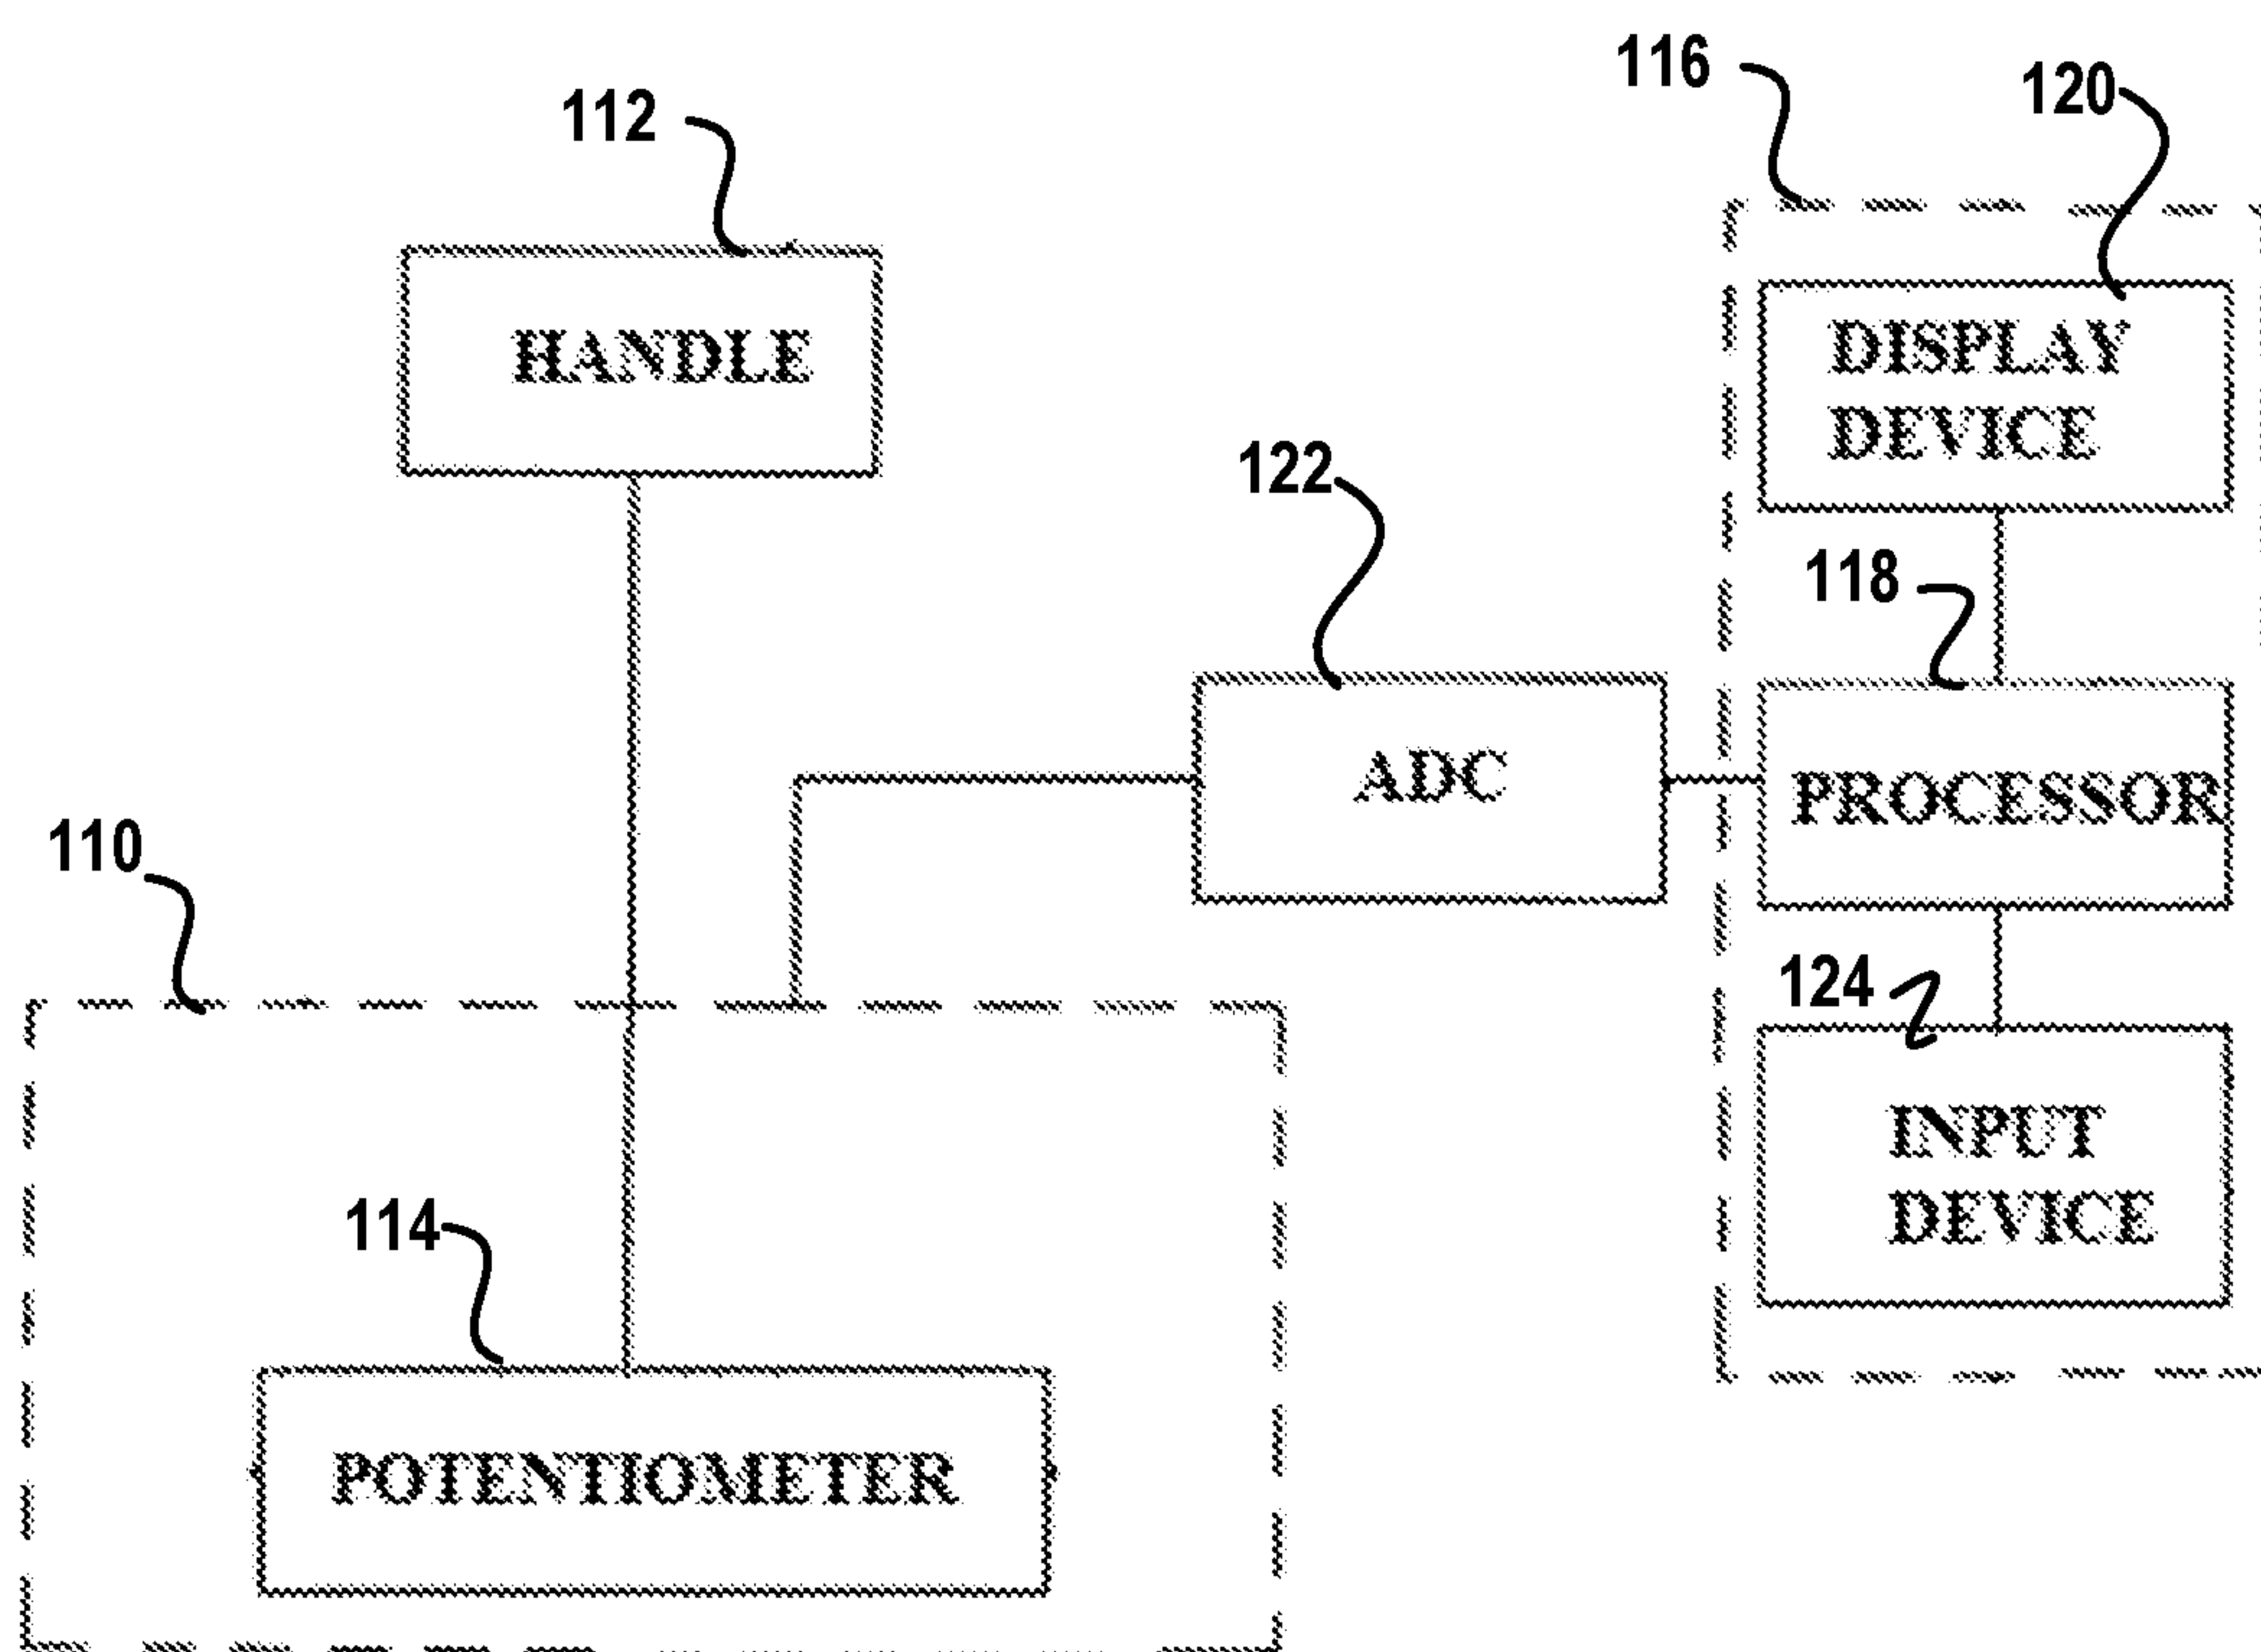 116
120
112
HANDLE
DISPLAY
DEVICE
122
118
ADC
PROCESSOR
110
124
INPUT
DEVICE
114
POTENTIOMETER